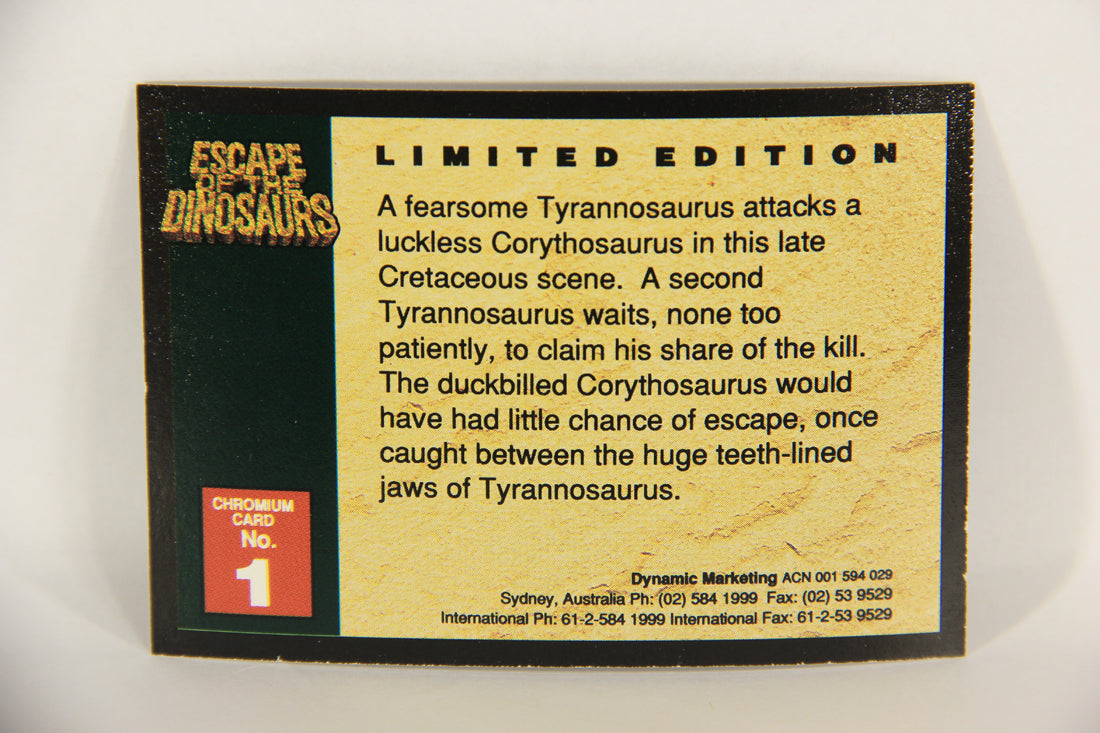 ESCAPE
OF THE
DINOSAURS
LIMITED EDITION
A fearsome Tyrannosaurus attacks a
luckless Corythosaurus in this late
Cretaceous scene.  A second
Tyrannosaurus waits, none too
patiently, to claim his share of the kill.
The duckbilled Corythosaurus would
have had little chance of escape, once
caught between the huge teeth-lined
jaws of Tyrannosaurus.
CHROMIUM
CARD
No.
1
Dynamic Marketing ACN 001 594 029
Sydney, Australia Ph: (02) 584 1999  Fax: (02) 53 9529
International Ph: 61-2-584 1999 International Fax: 61-2-53 9529